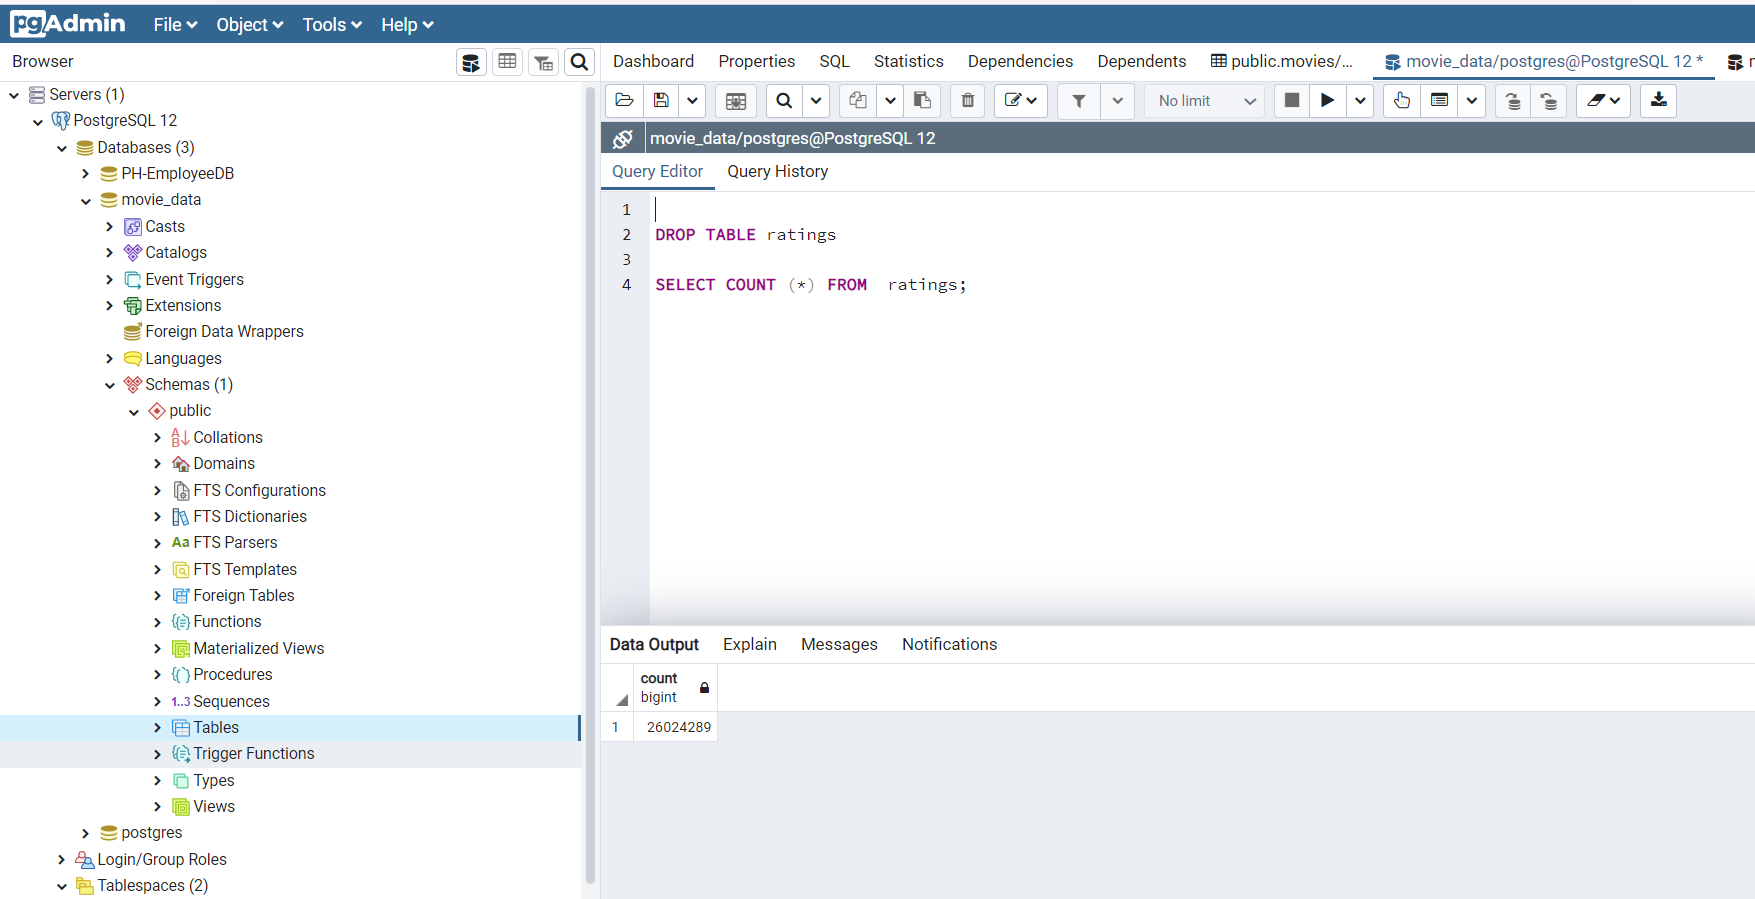 pgAdmin File Object Tools Help
Browser
Servers (1)
PostgreSQL 12
Databases (3)
PH-EmployeeDB
movie_data
Casts
Catalogs
Event Triggers
Extensions
Foreign Data Wrappers
Languages
Schemas (1)
public
Collations
Domains
FTS Configurations
FTS Dictionaries
Aa FTS Parsers
FTS Templates
Foreign Tables
Functions
Materialized Views
Procedures
1..3 Sequences
Tables
Trigger Functions
Types
Views
postgres
Login/Group Roles
Tablespaces (2)
Dashboard Properties SQL Statistics Dependencies Dependents public.movies/... movie_data/postgres@PostgreSQL 12 *
No limit
movie_data/postgres@PostgreSQL 12
Query Editor Query History
1
2 DROP TABLE ratings
3
4 SELECT COUNT (*) FROM  ratings;
Data Output Explain Messages Notifications
count
bigint
1 26024289